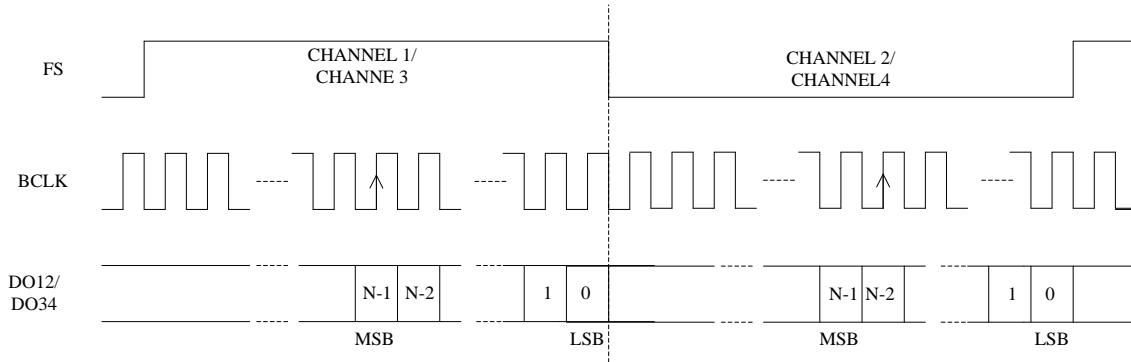 FS
CHANNEL 1/
CHANNE 3
CHANNEL 2/
CHANNEL4
BCLK
DO12/
DO34
N-1 N-2 1 0 N-1 N-2 1 0
MSB LSB MSB LSB